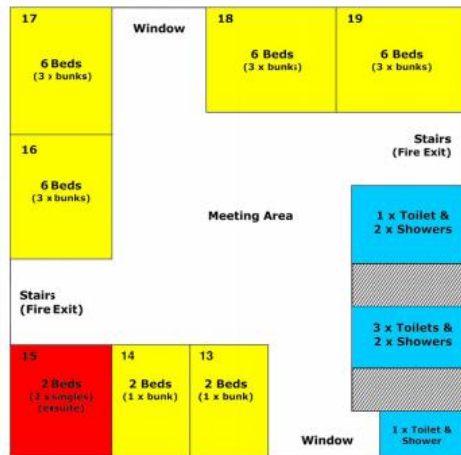 17
Window
18
19
6 Beds
(3 x bunks)
6 Beds
(3 x bunks)
6 Beds
(3 x bunks)
Stairs
(Fire Exit)
16
6 Beds
(3 x bunks)
Meeting Area
1 x Toilet &
2 x Showers
Stairs
(Fire Exit)
3 x Toilets &
2 x Showers
15
14
13
2 Beds
(2 x singles)
(ensuite)
2 Beds
(1 x bunk)
2 Beds
(1 x bunk)
Window
1 x Toilet &
Shower